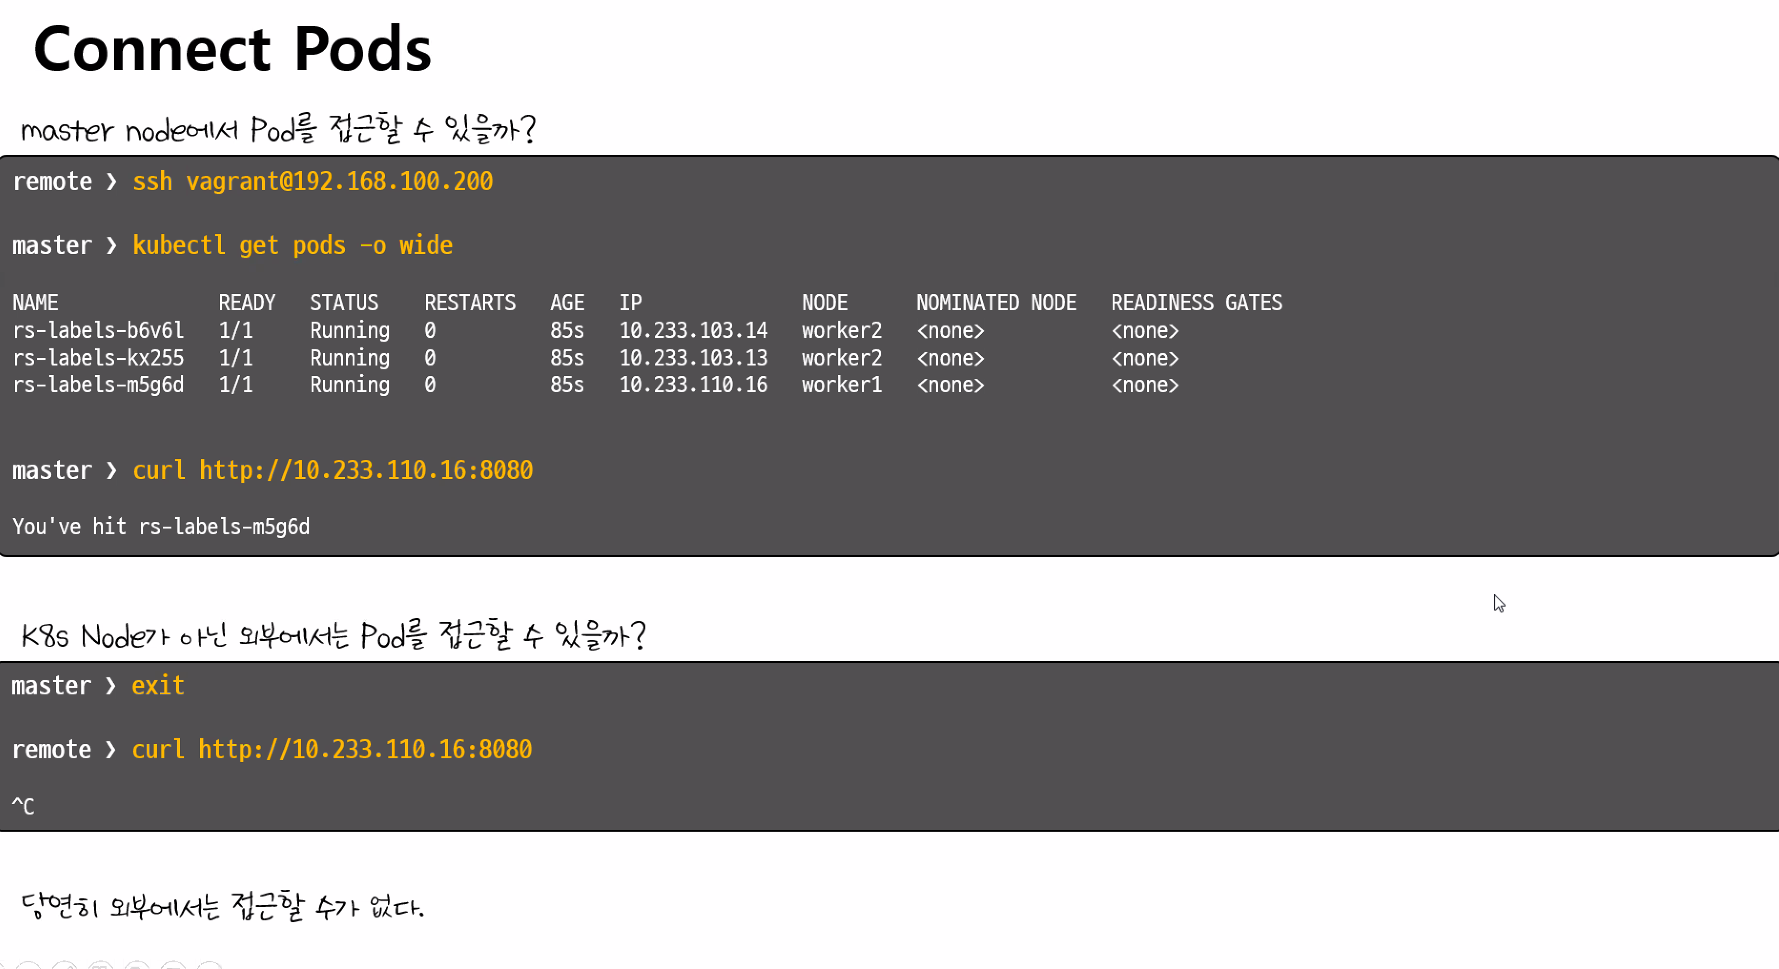 Connect Pods
master node에서 Pod를 접근할 수 있을까?
remote ❯ ssh vagrant@192.168.100.200
master ❯ kubectl get pods -o wide
NAME READY STATUS RESTARTS AGE IP NODE NOMINATED NODE READINESS GATES
rs-labels-b6v6l 1/1 Running 0 85s 10.233.103.14 worker2 <none> <none>
rs-labels-kx255 1/1 Running 0 85s 10.233.103.13 worker2 <none> <none>
rs-labels-m5g6d 1/1 Running 0 85s 10.233.110.16 worker1 <none> <none>
master ❯ curl http://10.233.110.16:8080
You've hit rs-labels-m5g6d
K8s Node가 아닌 외부에서는 Pod를 접근할 수 있을까?
master ❯ exit
remote ❯ curl http://10.233.110.16:8080
^C
당연히 외부에서는 접근할 수가 없다.